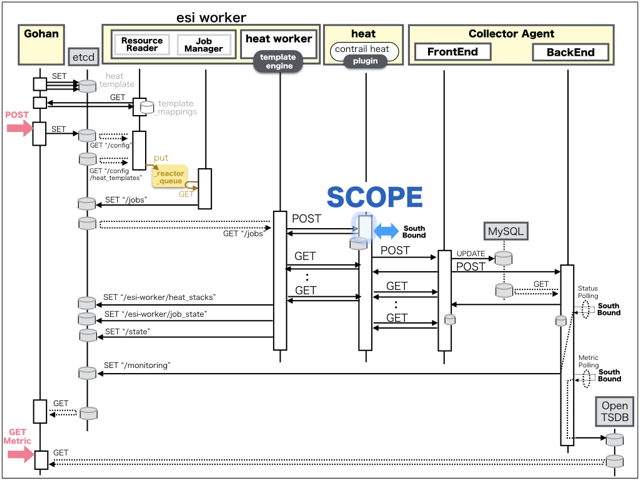 esi worker
Gohan
etcd
Resource
Reader
Job
Manager
heat worker
template
engine
heat
contrail heat
plugin
Collector Agent
FrontEnd
BackEnd
SET
heat
template
GET
template
_mappings
POST
SET
GET "/config"
put
GET "/config
/heat_templates"
_reactor
_queue
GET
SET "/jobs"
SCOPE
POST
GET "/jobs"
South
Bound
MySQL
POST
UPDATE
GET
POST
:
GET
GET
Status
Polling
GET
SET "/esi-worker/heat_stacks"
:
South
Bound
SET "/esi-worker/job_state"
GET
SET "/state"
Metric
Polling
SET "/monitoring"
South
Bound
GET
Open
TSDB
GET
Metric
GET